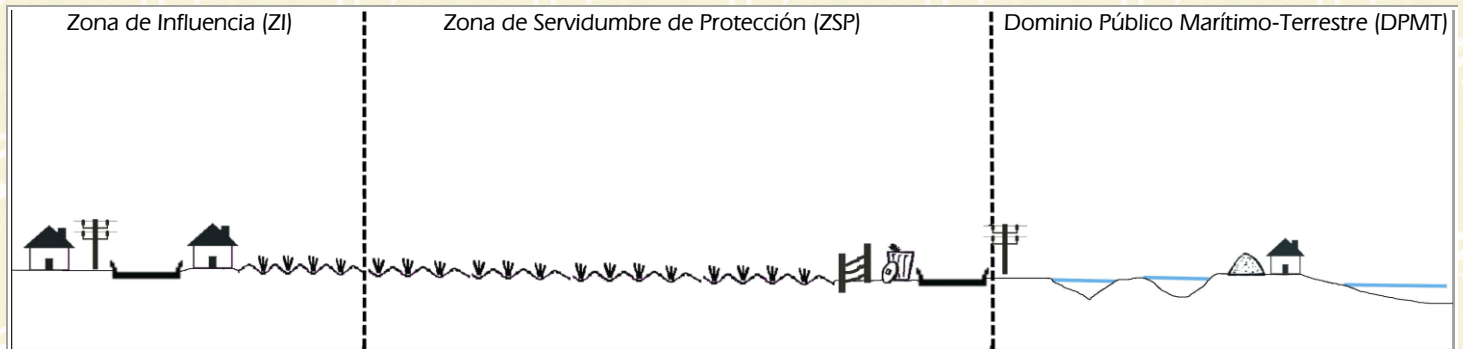 Zona de Influencia (ZI)
Zona de Servidumbre de Protección (ZSP)
Dominio Público Marítimo-Terrestre (DPMT)